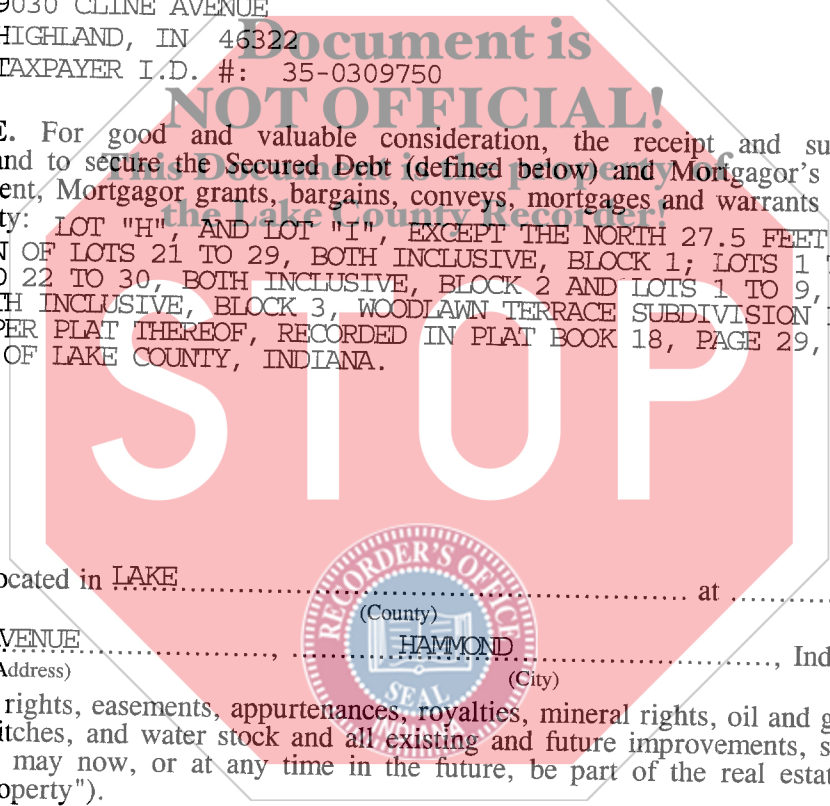 9030 CLINE AVENUE
HIGHLAND, IN 46322
Document is
TAXPAYER I.D. #: 35-0309750
NOT OFFICIAL!
E. For good and valuable consideration, the receipt and su
and to secure the Secured Debt (defined below) and Mortgagor's
This Document is the property of
ent, Mortgagor grants, bargains, conveys, mortgages and warrants
the Lake County Recorder!
ty: LOT "H", AND LOT "I", EXCEPT THE NORTH 27.5 FEET
N OF LOTS 21 TO 29, BOTH INCLUSIVE, BLOCK 1; LOTS 1
22 TO 30, BOTH INCLUSIVE, BLOCK 2 AND LOTS 1 TO 9,
TH INCLUSIVE, BLOCK 3, WOODLAWN TERRACE SUBDIVISION
PER PLAT THEREOF, RECORDED IN PLAT BOOK 18, PAGE 29,
OF LAKE COUNTY, INDIANA.
STOP
ocated in LAKE at
(County)
VENUE, HAMMOND, Ind
Address) (City)
RECORDER'S OFFICE
SEAL
INDIANA
rights, easements, appurtenances, royalties, mineral rights, oil and g
itches, and water stock and all existing and future improvements, s
may now, or at any time in the future, be part of the real estat
operty").